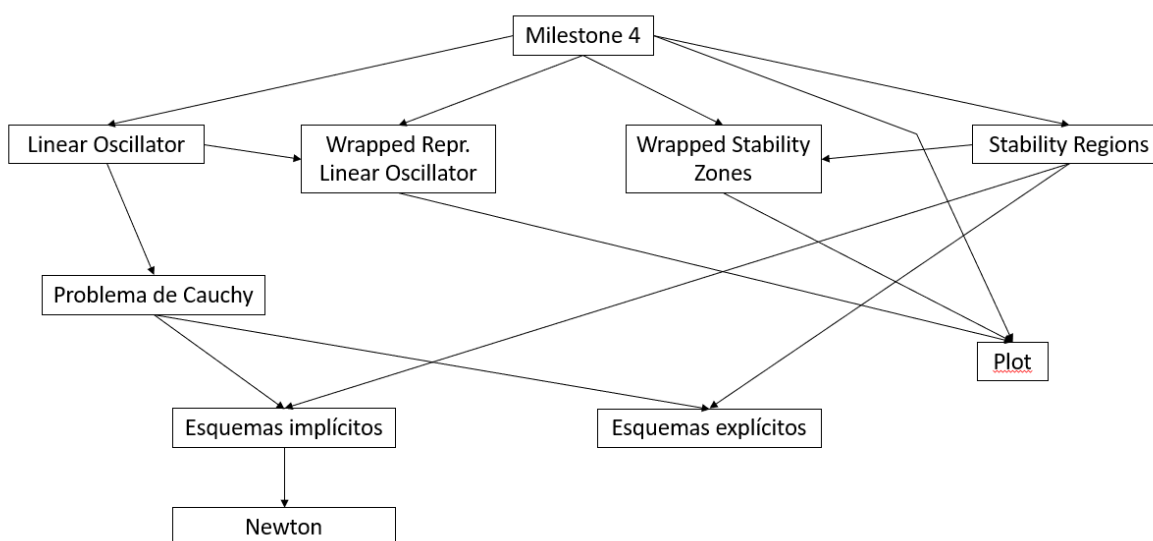 Milestone 4
Linear Oscillator
Wrapped Repr.
Linear Oscillator
Wrapped Stability
Zones
Stability Regions
Problema de Cauchy
Plot
Esquemas implícitos
Esquemas explícitos
Newton